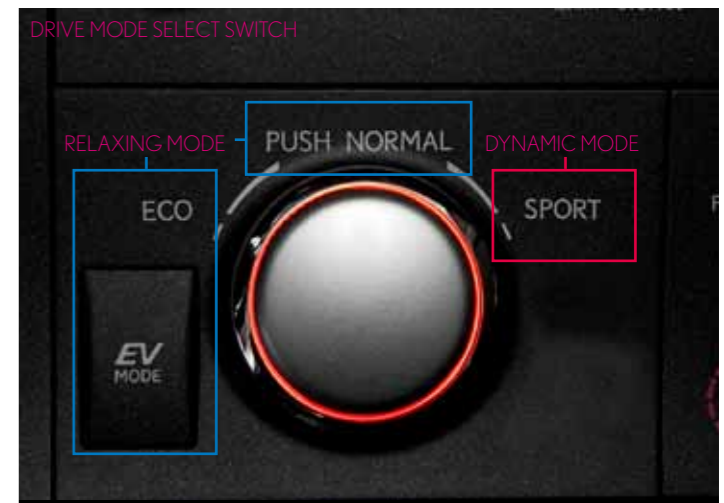 DRIVE MODE SELECT SWITCH
RELAXING MODE
PUSH NORMAL
DYNAMIC MODE
ECO
SPORT
EV
MODE